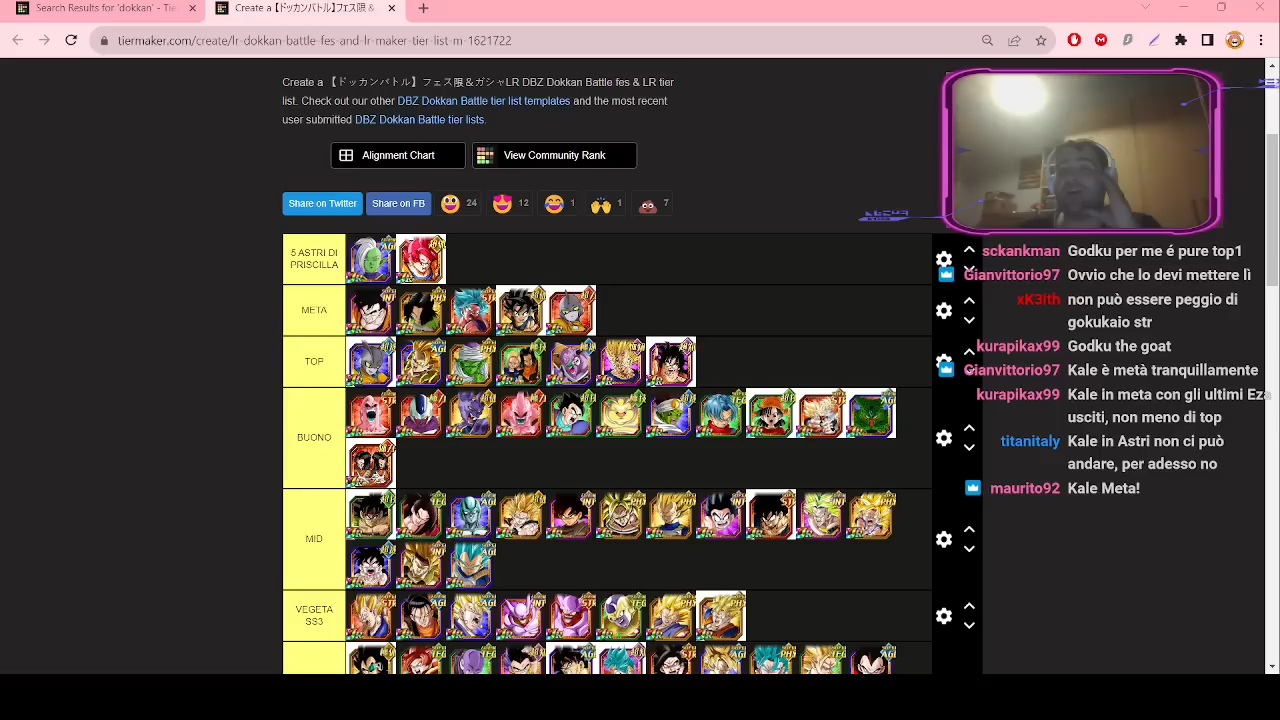 Search Results for 'dokkan' - Tie
Create a【ドッカンバトル】フェス限 &
tiermaker.com/create/lr-dokkan-battle-fes-and-lr-maker-tier-list-m-1621722
Create a 【ドッカンバトル】フェス限＆ガシャLR DBZ Dokkan Battle fes & LR tier
list. Check out our other DBZ Dokkan Battle tier list templates and the most recent
user submitted DBZ Dokkan Battle tier lists.
Alignment Chart
View Community Rank
Share on Twitter
Share on FB
24
12
1
1
7
5 ASTRI DI
PRISCILLA
META
TOP
BUONO
MID
VEGETA
SS3
sckankman Godku per me é pure top1
Gianvittorio97 Ovvio che lo devi mettere lì
xK3ith non può essere peggio di
gokukaio str
kurapikax99 Godku the goat
Gianvittorio97 Kale è metà tranquillamente
kurapikax99 Kale in meta con gli ultimi Eza
usciti, non meno di top
titanitaly Kale in Astri non ci può
andare, per adesso no
maurito92 Kale Meta!